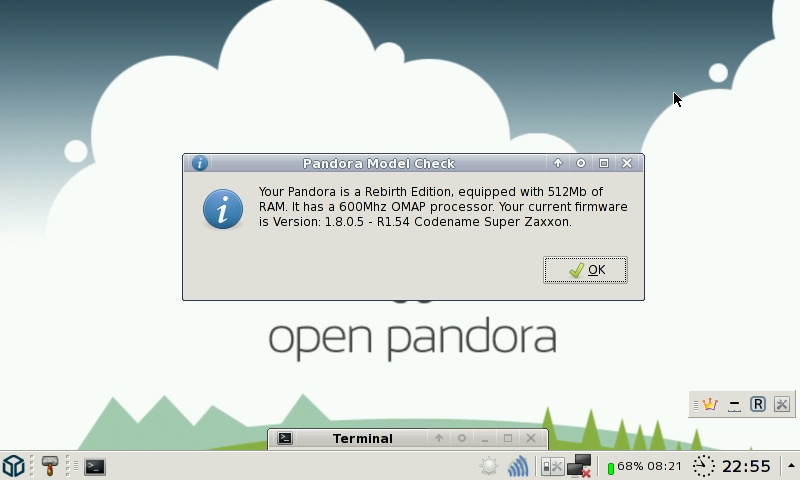 Pandora Model Check
Your Pandora is a Rebirth Edition, equipped with 512Mb of
RAM. It has a 600Mhz OMAP processor. Your current firmware
is Version: 1.8.0.5 - R1.54 Codename Super Zaxxon.
OK
open pandora
R
Terminal
68% 08:21
22:55